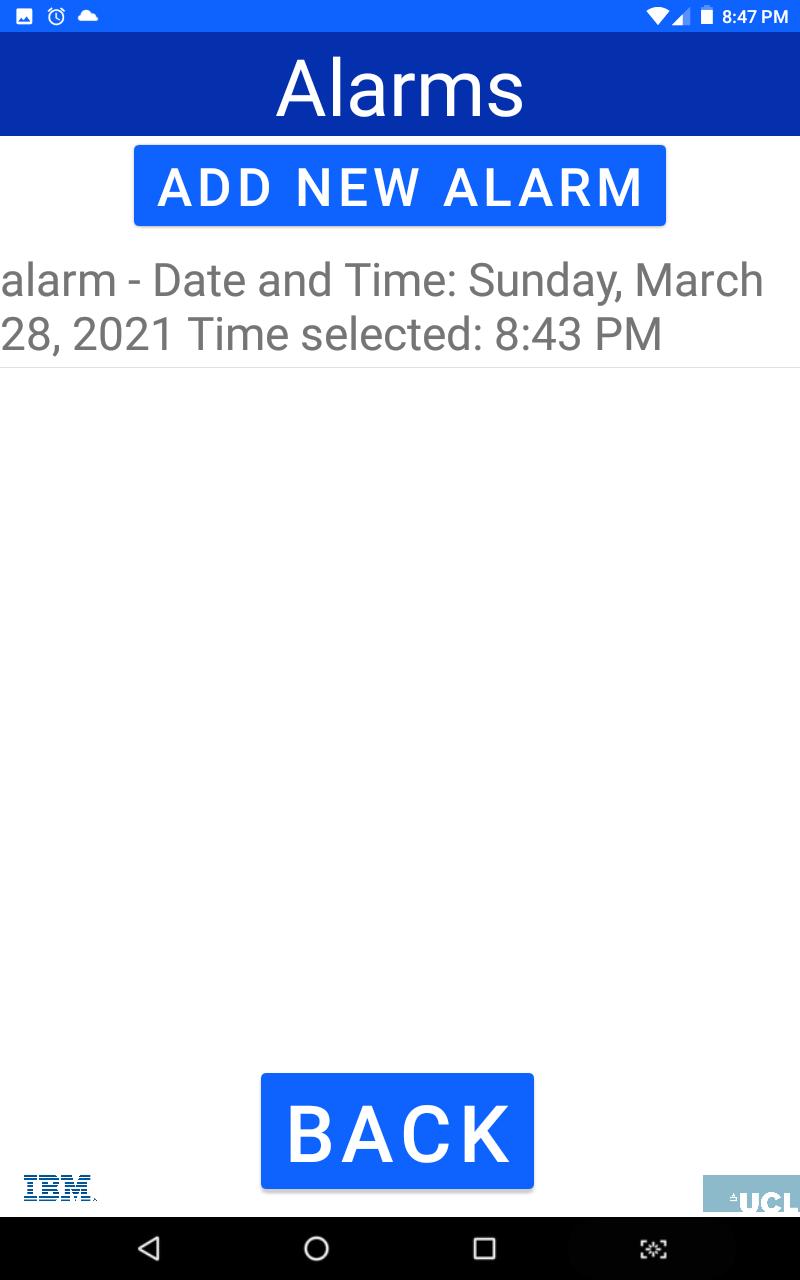 8:47 PM
Alarms
ADD NEW ALARM
alarm - Date and Time: Sunday, March
28, 2021 Time selected: 8:43 PM
BACK
IBM
UCL